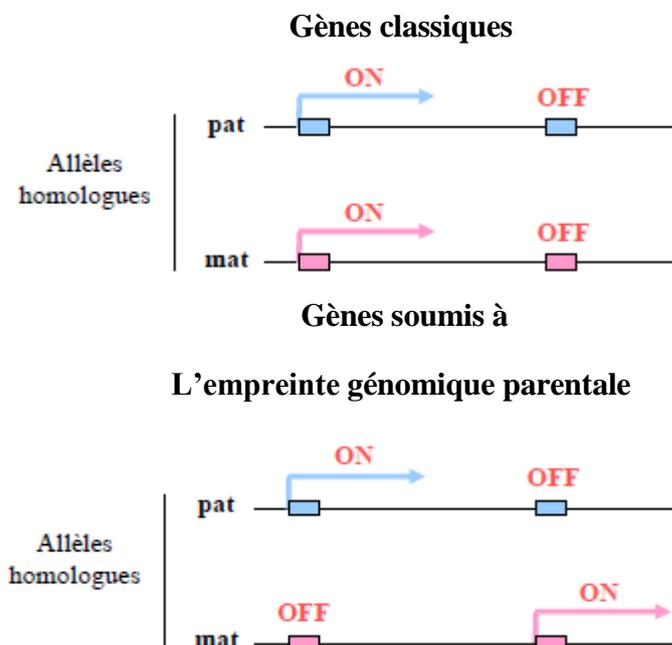 Gènes classiques
ON
OFF
pat
Allèles
homologues
ON
OFF
mat
Gènes soumis à
L’empreinte génomique parentale
ON
OFF
pat
Allèles
homologues
OFF
ON
mat